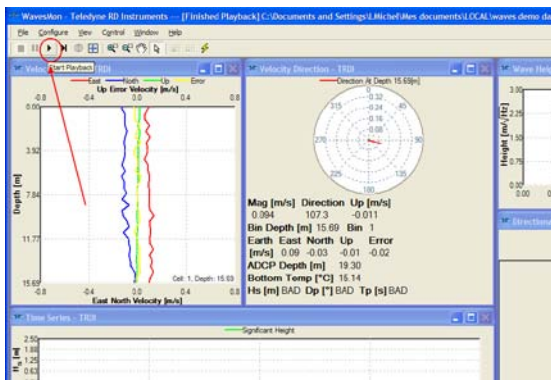 WavesMon - Teledyne RD Instruments --- [Finished Playback] C:\Documents and Settings\LMichel\Mes documents\LOCAL\waves demo da
File Configure View Control Window Help
Start Playback
Velocity Direction - TRDI
Wave Heig
East North Up Error
Up Error Velocity [m/s]
-0.8 -0.4 0.0 0.4 0.8
0.00
3.92
7.84
11.77
15.69
Depth [m]
Cell: 1, Depth: 15.69
-0.8 -0.4 0.0 0.4 0.8
East North Velocity [m/s]
Direction At Depth 15.69[m]
0
0.32
0.24
0.16
0.08
315
45
270
90
225
135
180
Mag [m/s] Direction Up [m/s]
0.094 107.3 -0.011
Bin Depth [m] 15.69 Bin 1
Earth East North Up Error
[m/s] 0.09 -0.03 -0.01 -0.02
ADCP Depth [m] 19.30
Bottom Temp [°C] 15.14
Hs [m] BAD Dp [°] BAD Tp [s] BAD
3.00
2.25
1.50
0.75
0.00
0.00
Height [m/√Hz]
Directiona
Time Series - TRDI
Significant Height
2.50
1.25
0.63
Hs [m]